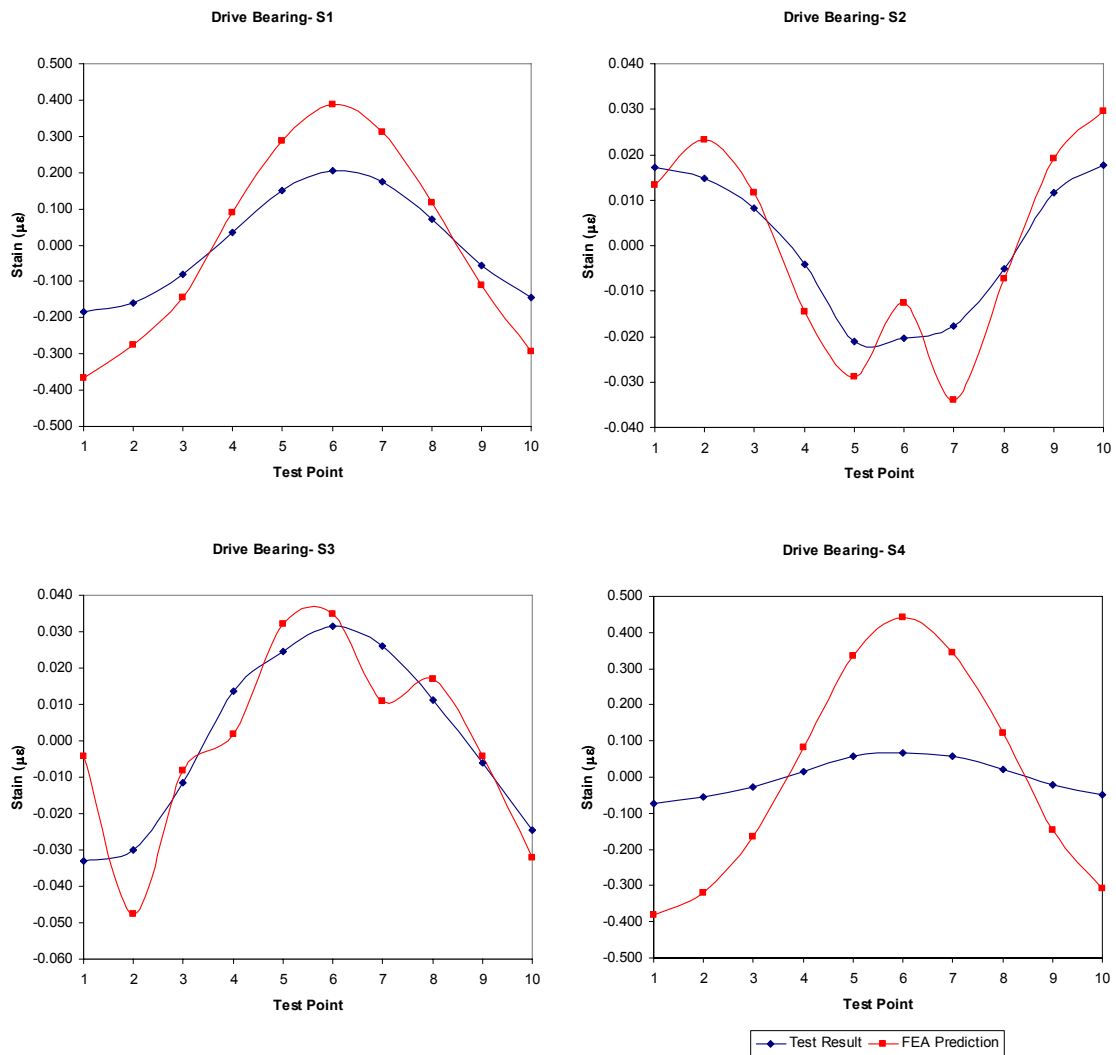 Drive Bearing- S1
0.500
0.400
0.300
0.200
0.100
0.000
-0.100
-0.200
-0.300
-0.400
-0.500
Stain (με)
1 2 3 4 5 6 7 8 9 10
Test Point
Drive Bearing- S2
0.040
0.030
0.020
0.010
0.000
-0.010
-0.020
-0.030
-0.040
Stain (με)
1 2 3 4 5 6 7 8 9 10
Test Point
Drive Bearing- S3
0.040
0.030
0.020
0.010
0.000
-0.010
-0.020
-0.030
-0.040
-0.050
-0.060
Stain (με)
1 2 3 4 5 6 7 8 9 10
Test Point
Drive Bearing- S4
0.500
0.400
0.300
0.200
0.100
0.000
-0.100
-0.200
-0.300
-0.400
-0.500
Stain (με)
1 2 3 4 5 6 7 8 9 10
Test Point
Test Result FEA Prediction